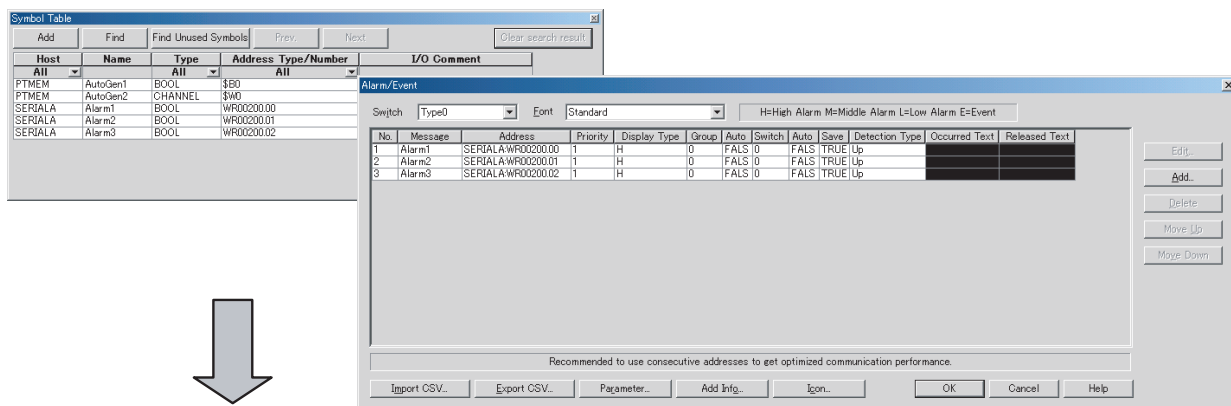 Symbol Table
Add Find Find Unused Symbols Prev. Next Clear search result
Host Name Type Address Type/Number I/O Comment
All All All
PTMEM AutoGen1 BOOL $B0
PTMEM AutoGen2 CHANNEL $W0
SERIALA Alarm1 BOOL WR00200.00
SERIALA Alarm2 BOOL WR00200.01
SERIALA Alarm3 BOOL WR00200.02
Alarm/Event
Switch Type0 Font Standard H=High Alarm M=Middle Alarm L=Low Alarm E=Event
No. Message Address Priority Display Type Group Auto Switch Auto Save Detection Type Occurred Text Released Text
1 Alarm1 SERIALA:WR00200.00 1 H 0 FALS 0 FALS TRUE Up
2 Alarm2 SERIALA:WR00200.01 1 H 0 FALS 0 FALS TRUE Up
3 Alarm3 SERIALA:WR00200.02 1 H 0 FALS 0 FALS TRUE Up
Edit...
Add...
Delete
Move Up
Move Down
Recommended to use consecutive addresses to get optimized communication performance.
Import CSV... Export CSV... Parameter... Add Info... Icon... OK Cancel Help